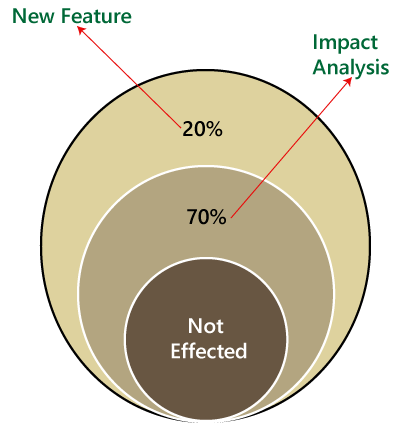 New Feature
Impact
Analysis
20%
70%
Not
Effected